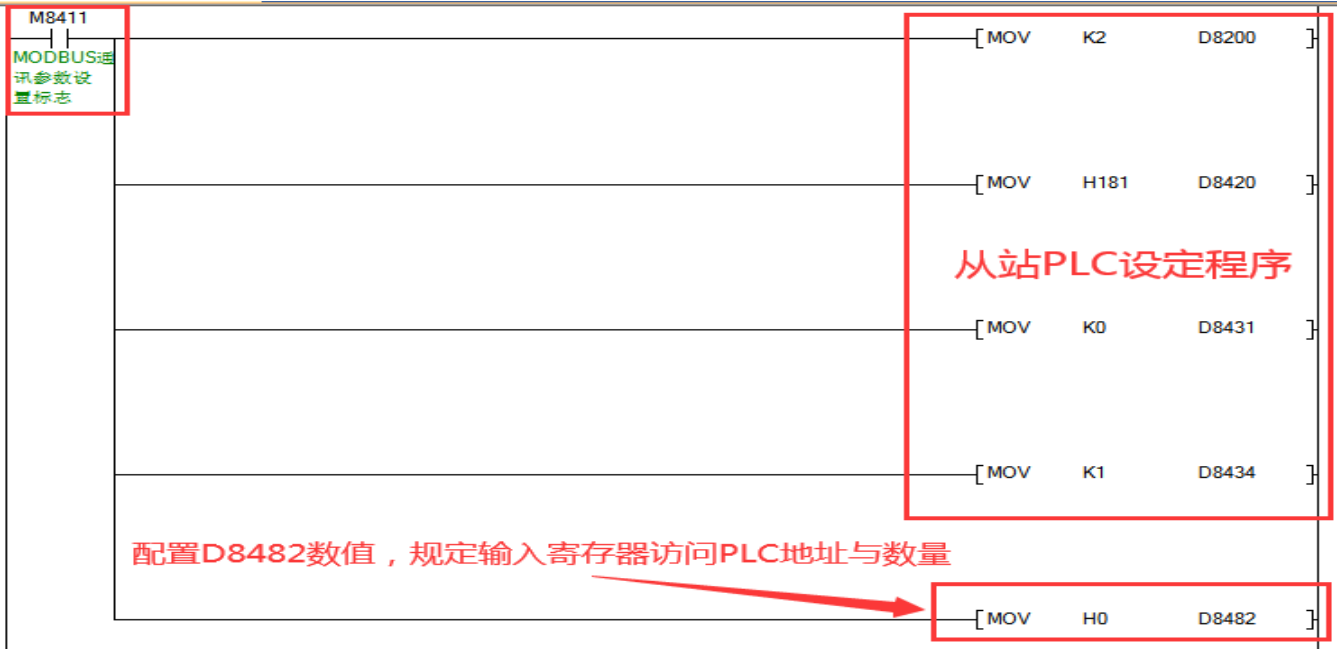 M8411
MODBUS通
讯参数设
置标志
MOV K2 D8200
MOV H181 D8420
从站PLC设定程序
MOV K0 D8431
MOV K1 D8434
配置D8482数值，规定输入寄存器访问PLC地址与数量
MOV H0 D8482